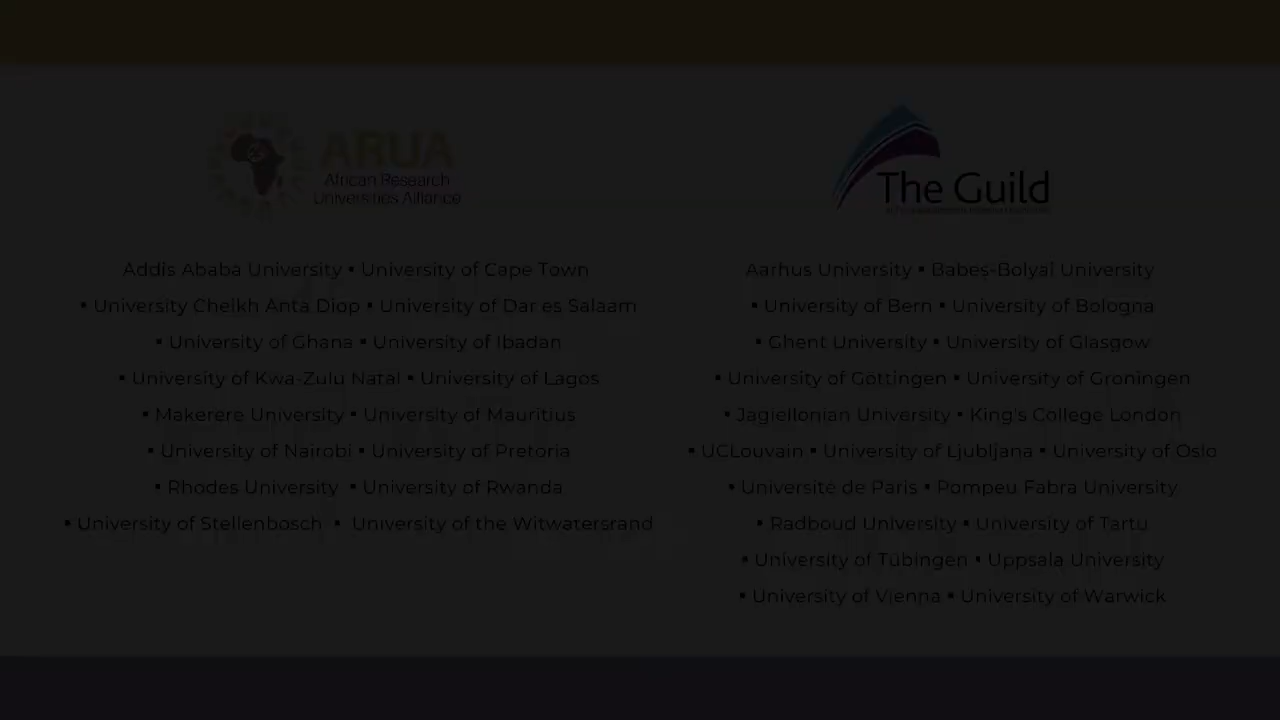 ARUA
African Research
Universities Alliance
Addis Ababa University ▪ University of Cape Town
▪ University Cheikh Anta Diop ▪ University of Dar es Salaam
▪ University of Ghana ▪ University of Ibadan
▪ University of Kwa-Zulu Natal ▪ University of Lagos
▪ Makerere University ▪ University of Mauritius
▪ University of Nairobi ▪ University of Pretoria
▪ Rhodes University ▪ University of Rwanda
▪ University of Stellenbosch ▪ University of the Witwatersrand
The Guild
Aarhus University ▪ Babes-Bolyai University
▪ University of Bern ▪ University of Bologna
▪ Ghent University ▪ University of Glasgow
▪ University of Göttingen ▪ University of Groningen
▪ Jagiellonian University ▪ King's College London
▪ UCLouvain ▪ University of Ljubljana ▪ University of Oslo
▪ Université de Paris ▪ Pompeu Fabra University
▪ Radboud University ▪ University of Tartu
▪ University of Tübingen ▪ Uppsala University
▪ University of Vienna ▪ University of Warwick